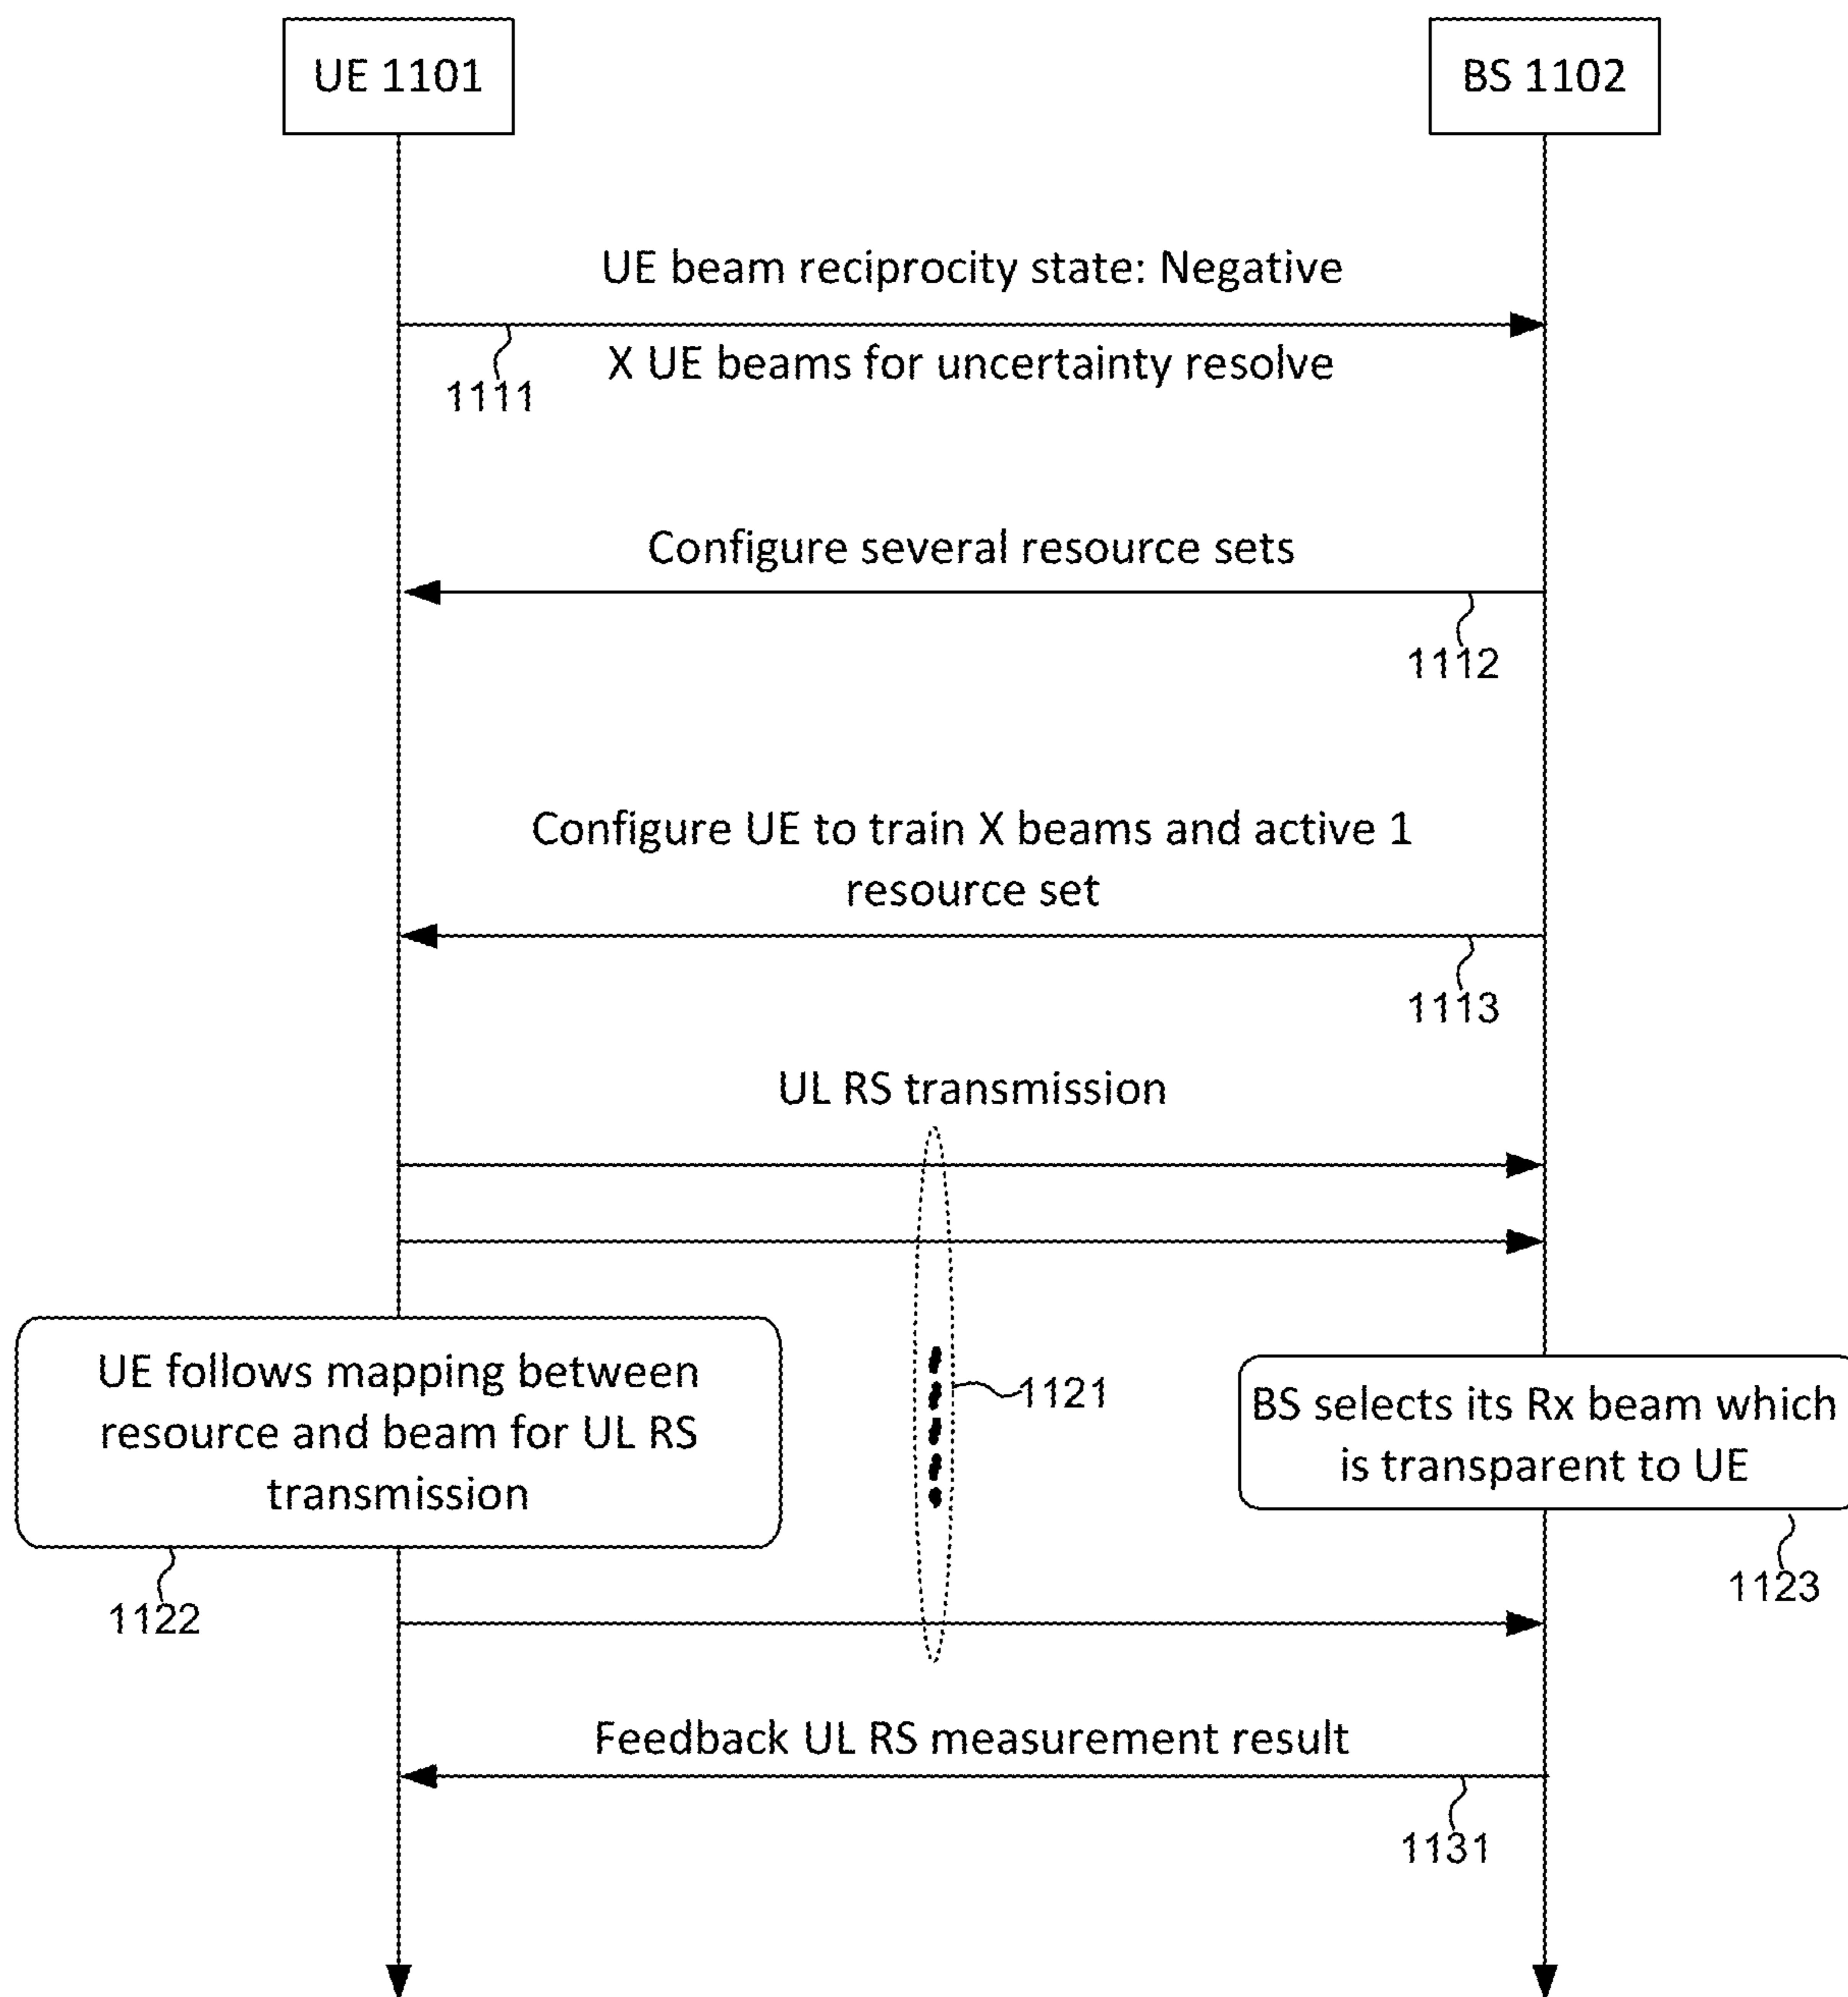 UE 1101
BS 1102
UE beam reciprocity state: Negative
X UE beams for uncertainty resolve
1111
Configure several resource sets
1112
Configure UE to train X beams and active 1
resource set
1113
UL RS transmission
UE follows mapping between
resource and beam for UL RS
transmission
1121
BS selects its Rx beam which
is transparent to UE
1122
1123
Feedback UL RS measurement result
1131